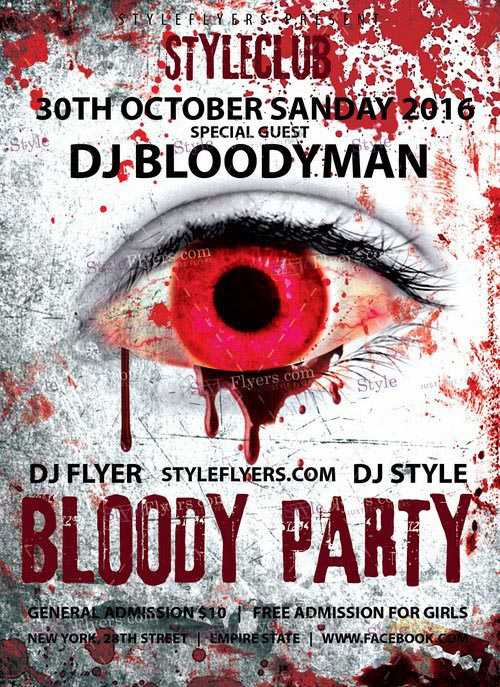 STYLEFLYERS PRESENT
STYLECLUB
30TH OCTOBER SANDAY 2016
SPECIAL GUEST
DJ BLOODYMAN
DJ FLYER STYLEFLYERS.COM DJ STYLE
BLOODY PARTY
GENERAL ADMISSION $10 | FREE ADMISSION FOR GIRLS
NEW YORK, 28TH STREET | EMPIRE STATE | WWW.FACEBOOK.COM